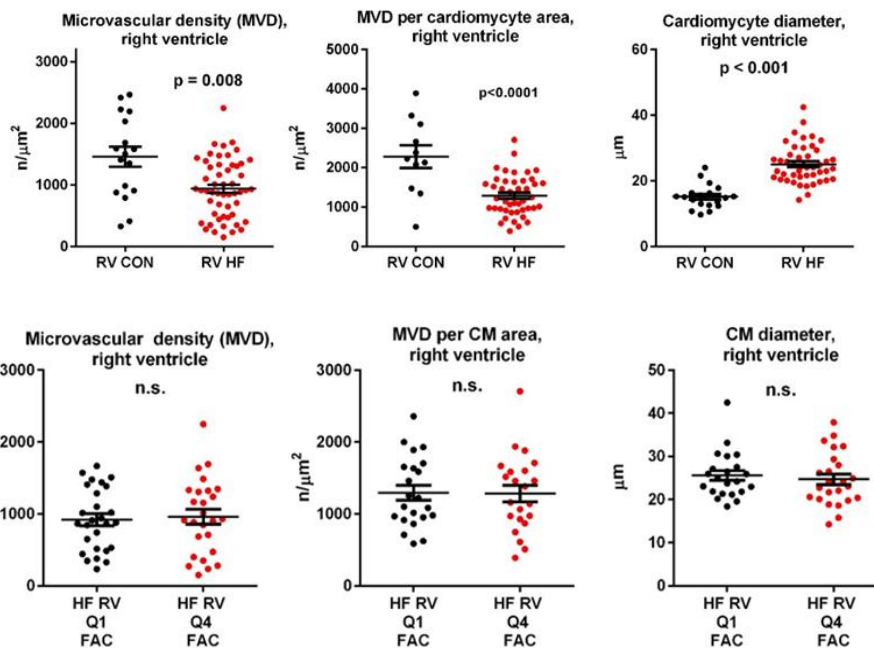 Microvascular density (MVD),
right ventricle
p = 0.008
n/μm²
3000
2000
1000
0
RV CON
RV HF
MVD per cardiomyocyte area,
right ventricle
p<0.0001
n/μm²
5000
4000
3000
2000
1000
0
RV CON
RV HF
Cardiomyocyte diameter,
right ventricle
p < 0.001
μm
60
40
20
0
RV CON
RV HF
Microvascular density (MVD),
right ventricle
n.s.
3000
2000
1000
0
HF RV
Q1
FAC
HF RV
Q4
FAC
MVD per CM area,
right ventricle
n.s.
n/μm²
3000
2000
1000
0
HF RV
Q1
FAC
HF RV
Q4
FAC
CM diameter,
right ventricle
n.s.
μm
50
40
30
20
10
0
HF RV
Q1
FAC
HF RV
Q4
FAC